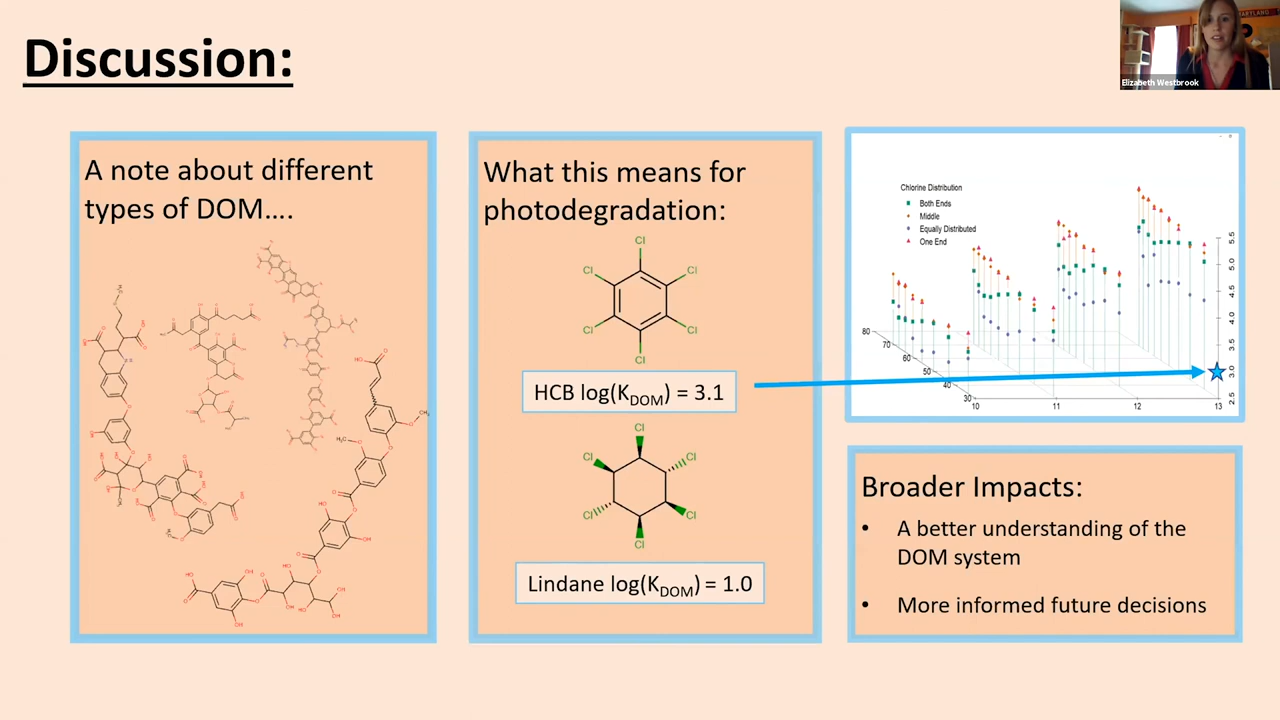 Discussion:
MARYLAND
Elizabeth Westbrook
A note about different
types of DOM….
What this means for
photodegradation:
Cl
Cl
Cl
Cl
Cl
Cl
HCB log(KDOM) = 3.1
Cl
Cl
Cl
Cl
Cl
Cl
Lindane log(KDOM) = 1.0
Chlorine Distribution
Both Ends
Middle
Equally Distributed
One End
80
70
60
50
40
30
10
11
12
13
2.5
3.0
3.5
4.0
4.5
5.0
5.5
Broader Impacts:
• A better understanding of the
DOM system
• More informed future decisions